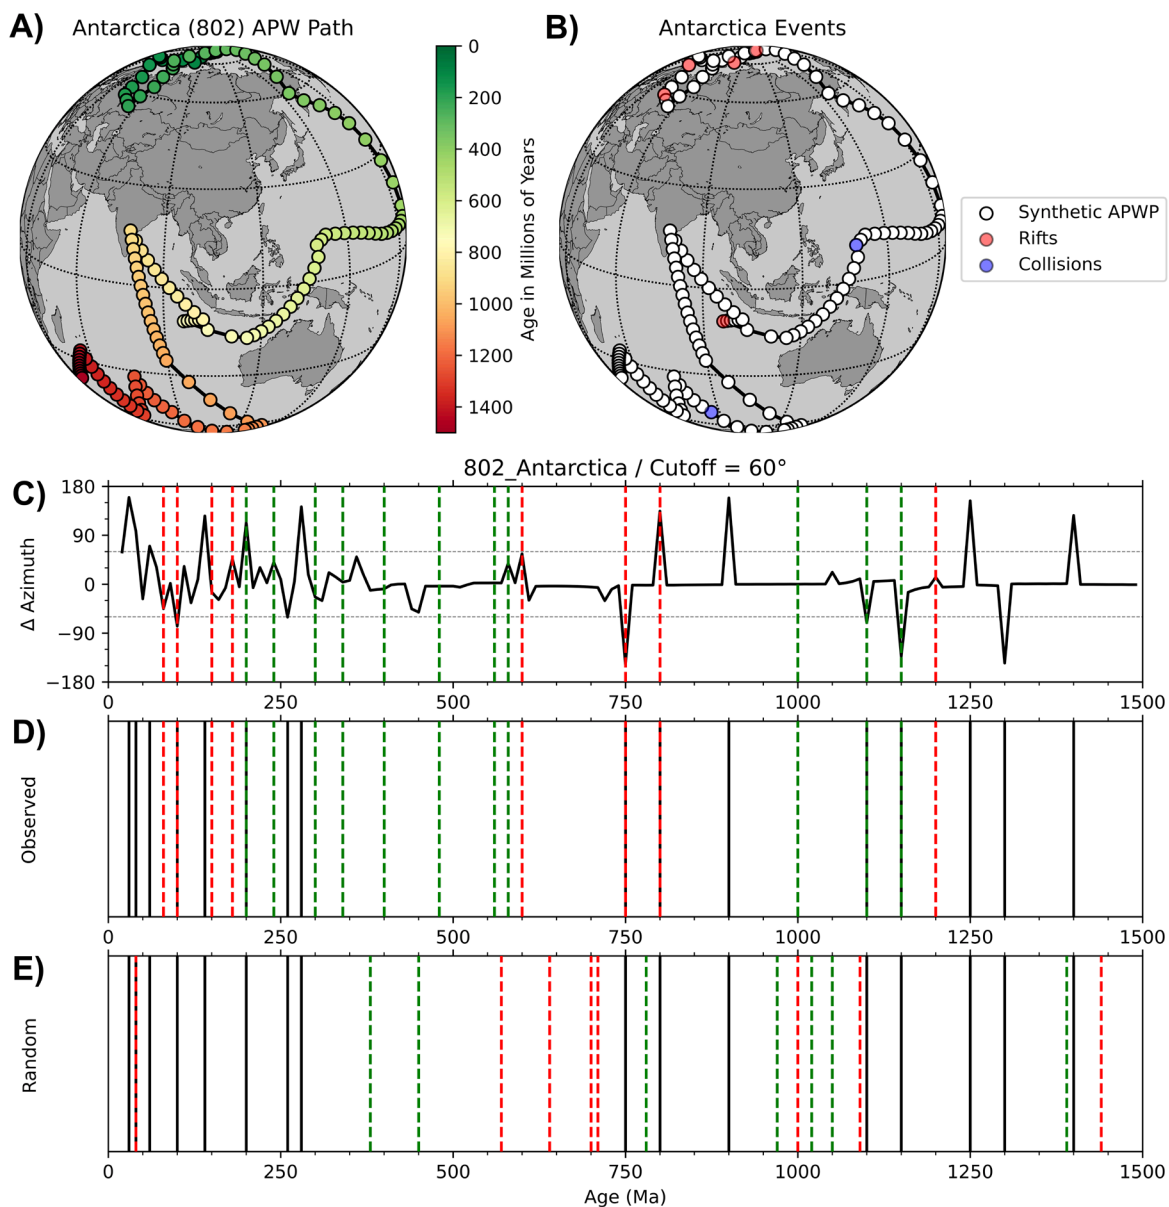 A)
Antarctica (802) APW Path
0
200
400
600
800
1000
1200
1400
Age in Millions of Years
B)
Antarctica Events
Synthetic APWP
Rifts
Collisions
C)
802_Antarctica / Cutoff = 60°
180
90
0
−90
−180
Δ Azimuth
0 250 500 750 1000 1250 1500
D)
Observed
0 250 500 750 1000 1250 1500
E)
Random
0 250 500 750 1000 1250 1500
Age (Ma)